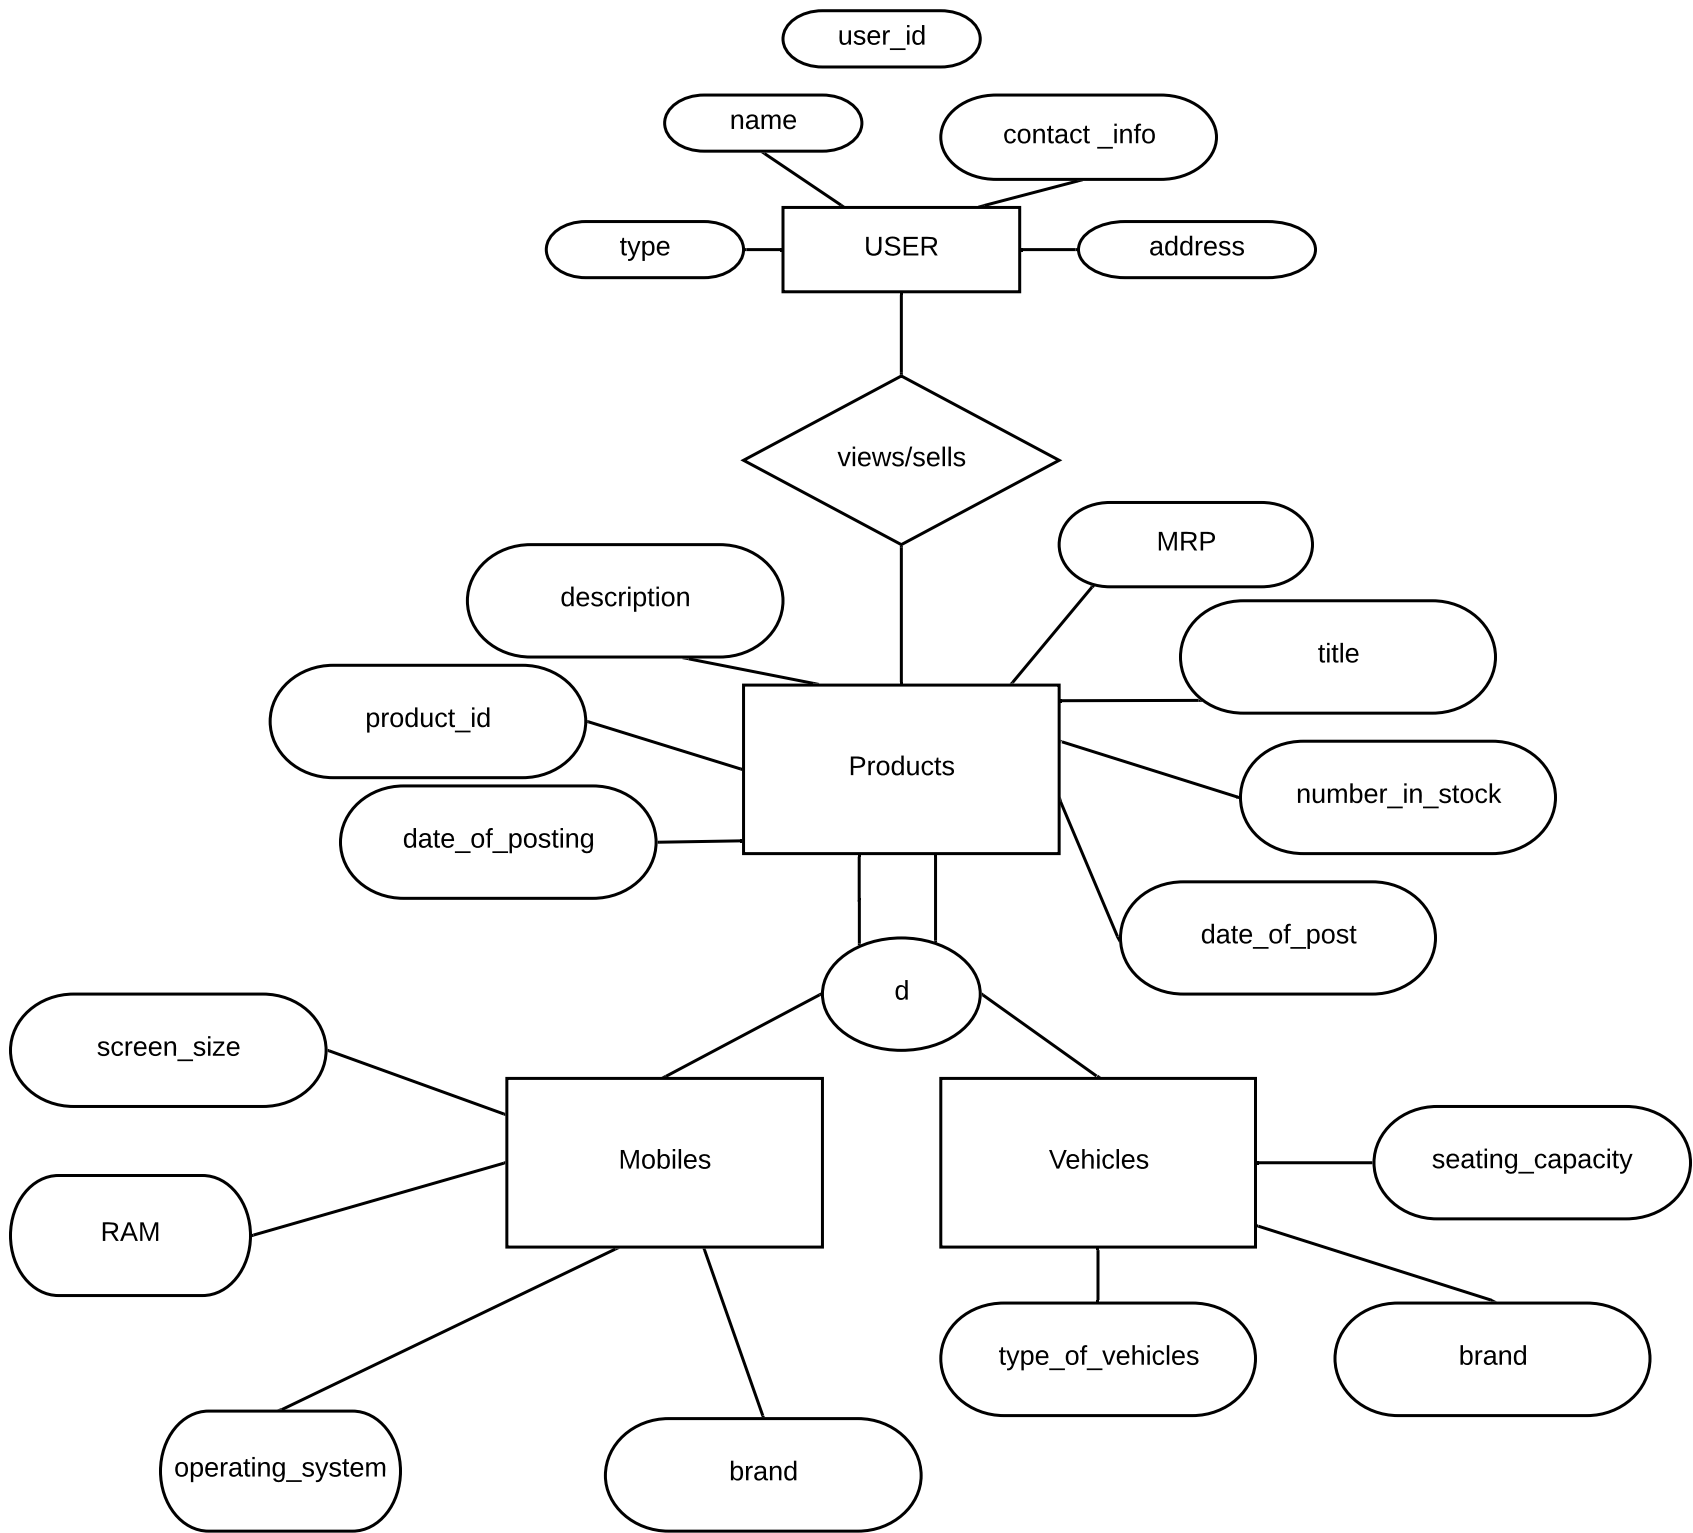 user_id
name
contact _info
type
USER
address
views/sells
MRP
description
title
product_id
Products
number_in_stock
date_of_posting
date_of_post
d
screen_size
Mobiles
Vehicles
seating_capacity
RAM
type_of_vehicles
brand
operating_system
brand